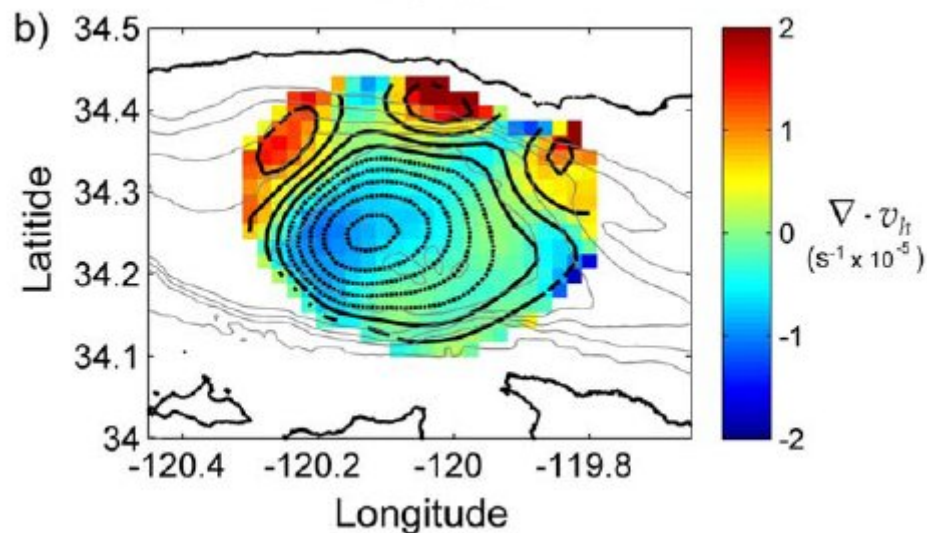 b)
34.5
34.4
34.3
34.2
34.1
34
Latitide
-120.4 -120.2 -120 -119.8
Longitude
2
1
0
-1
-2
∇ · v_h
(s⁻¹ x 10⁻⁵)